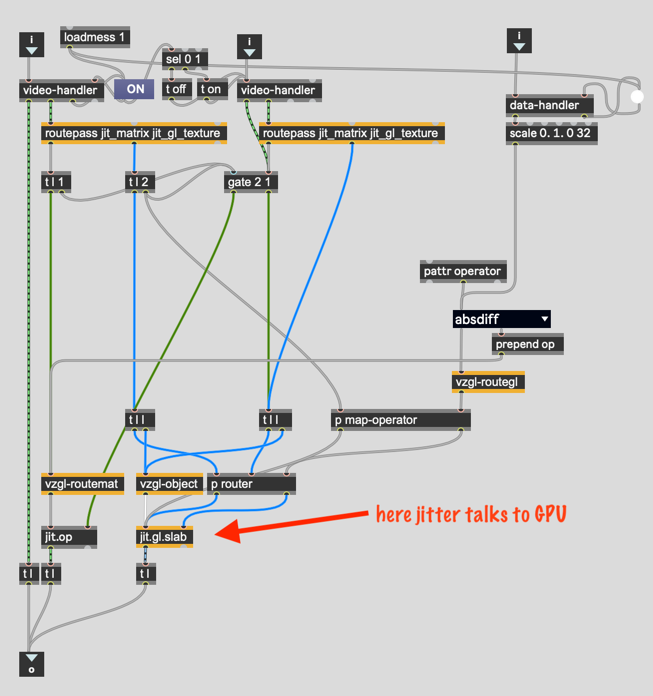 loadmess 1
i
i
i
sel 0 1
video-handler
ON
t off
t on
video-handler
data-handler
routepass jit_matrix jit_gl_texture
routepass jit_matrix jit_gl_texture
scale 0. 1. 0 32
t l 1
t l 2
gate 2 1
pattr operator
absdiff
prepend op
vzgl-routegl
t l l
t l l
p map-operator
vzgl-routemat
vzgl-object
p router
here jitter talks to GPU
jit.op
jit.gl.slab
t l
t l
t l
o